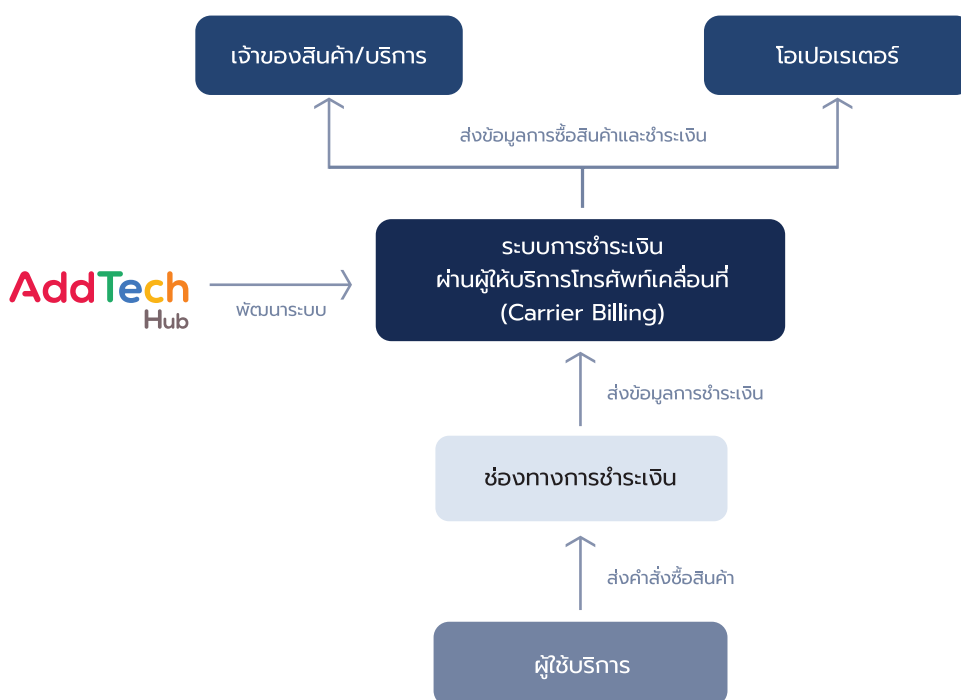 เจ้าของสินค้า/บริการ
โอเปอเรเตอร์
ส่งข้อมูลการซื้อสินค้าและชำระเงิน
ระบบการชำระเงิน
ผ่านผู้ให้บริการโทรศัพท์เคลื่อนที่
(Carrier Billing)
AddTech
Hub
พัฒนาระบบ
ส่งข้อมูลการชำระเงิน
ช่องทางการชำระเงิน
ส่งคำสั่งซื้อสินค้า
ผู้ใช้บริการ